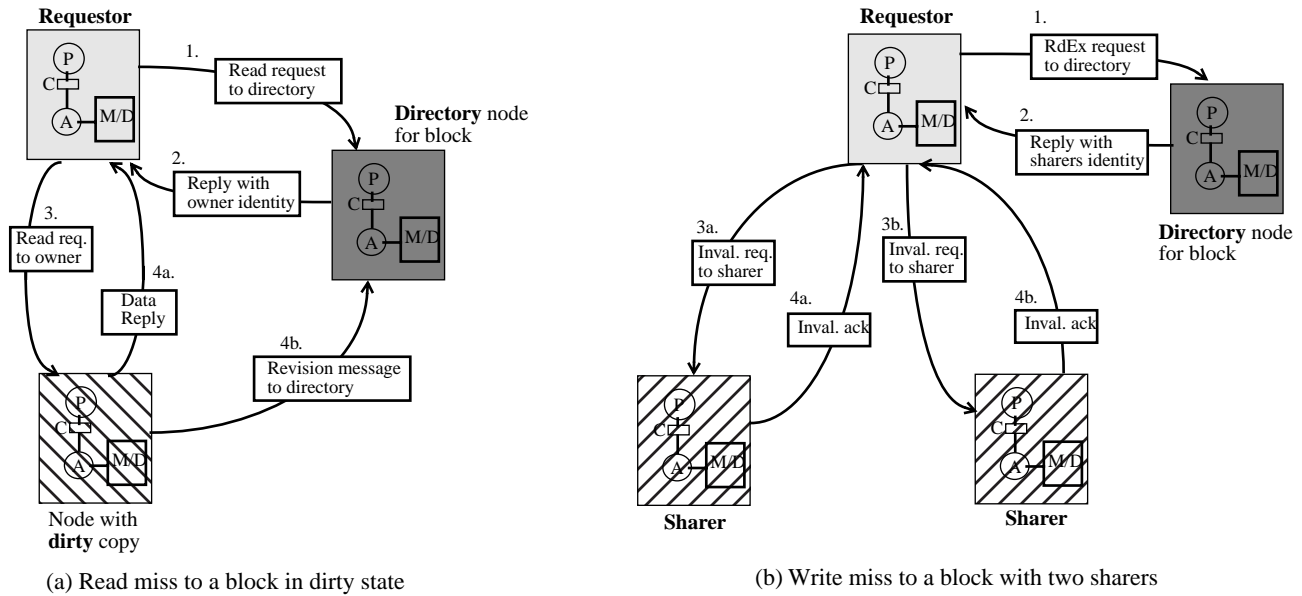 Requestor
P
C
A
M/D
1.
Read request
to directory
Directory node
for block
P
C
A
M/D
2.
Reply with
owner identity
3.
Read req.
to owner
4a.
Data
Reply
4b.
Revision message
to directory
P
C
A
M/D
Node with
dirty copy
(a) Read miss to a block in dirty state
Requestor
P
C
A
M/D
1.
RdEx request
to directory
P
C
A
M/D
2.
Reply with
sharers identity
Directory node
for block
3a.
Inval. req.
to sharer
3b.
Inval. req.
to sharer
4a.
Inval. ack
4b.
Inval. ack
P
C
A
M/D
Sharer
P
C
A
M/D
Sharer
(b) Write miss to a block with two sharers